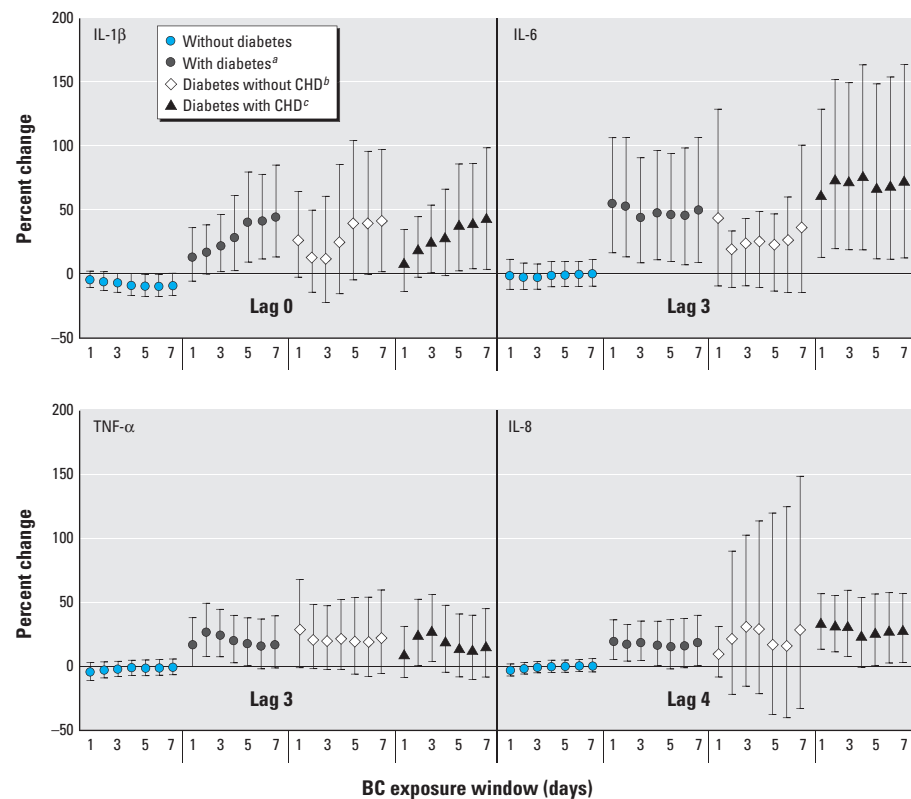 200
150
100
50
0
–50
Percent change
IL-1β
Without diabetes
With diabetesᵃ
Diabetes without CHDᵇ
Diabetes with CHDᶜ
Lag 0
IL-6
Lag 3
1 3 5 7 1 3 5 7 1 3 5 7 1 3 5 7 1 3 5 7 1 3 5 7 1 3 5 7 1 3 5 7
200
150
100
50
0
–50
Percent change
TNF-α
Lag 3
IL-8
Lag 4
1 3 5 7 1 3 5 7 1 3 5 7 1 3 5 7 1 3 5 7 1 3 5 7 1 3 5 7 1 3 5 7
BC exposure window (days)